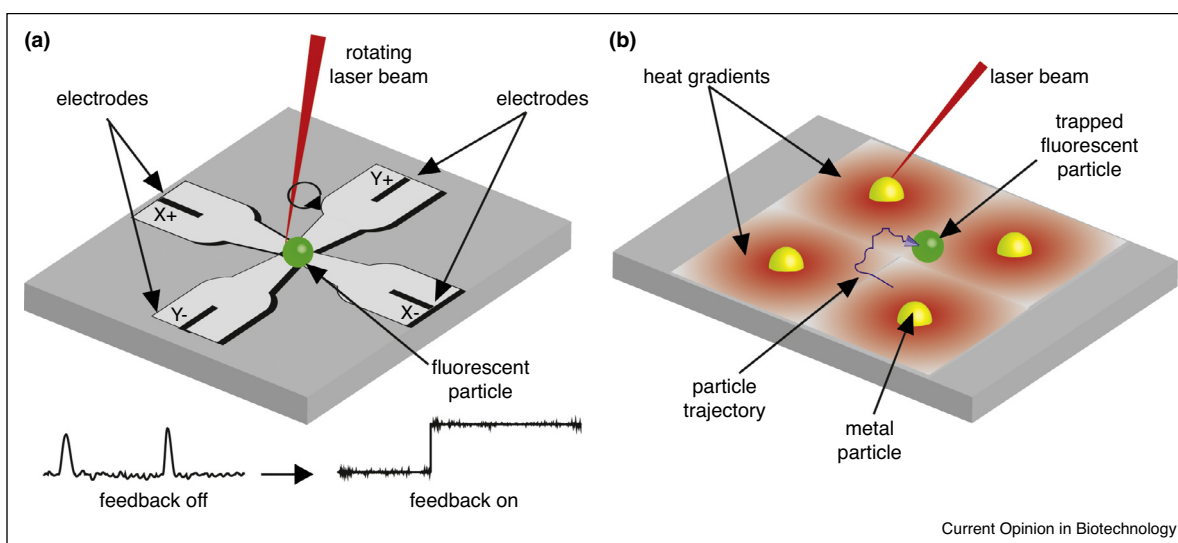 (a)
rotating
laser beam
electrodes
electrodes
X+
Y+
Y-
X-
fluorescent
particle
feedback off
feedback on
(b)
heat gradients
laser beam
trapped
fluorescent
particle
particle
trajectory
metal
particle
Current Opinion in Biotechnology